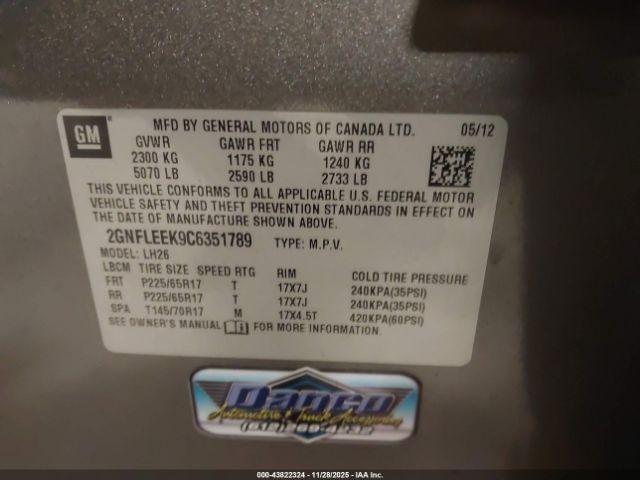 GM
MFD BY GENERAL MOTORS OF CANADA LTD. 05/12
GVWR GAWR FRT GAWR RR
2300 KG 1175 KG 1240 KG
5070 LB 2590 LB 2733 LB
THIS VEHICLE CONFORMS TO ALL APPLICABLE U.S. FEDERAL MOTOR
VEHICLE SAFETY AND THEFT PREVENTION STANDARDS IN EFFECT ON
THE DATE OF MANUFACTURE SHOWN ABOVE.
2GNFLEEK9C6351789 TYPE: M.P.V.
MODEL: LH26
LBCM TIRE SIZE SPEED RTG RIM COLD TIRE PRESSURE
FRT P225/65R17 T 17X7J 240KPA(35PSI)
RR P225/65R17 T 17X7J 240KPA(35PSI)
SPA T145/70R17 M 17X4.5T 420KPA(60PSI)
SEE OWNER'S MANUAL FOR MORE INFORMATION.
Danco
Automotive & Truck Accessories
000-43822324 | 11/28/2025 | IAA Inc.